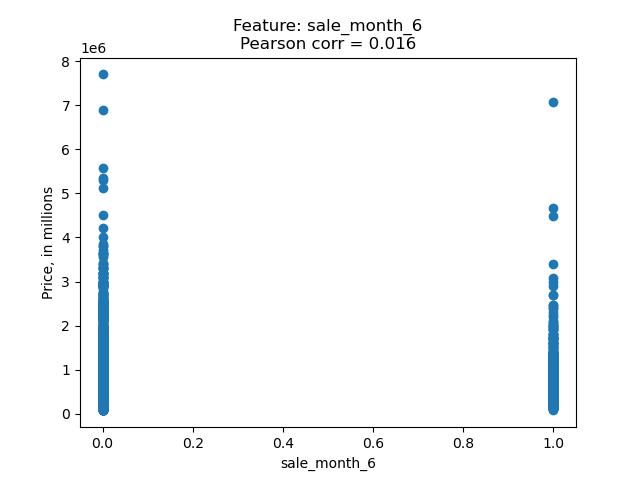 Feature: sale_month_6
Pearson corr = 0.016
1e6
8
7
6
5
4
3
2
1
0
Price, in millions
0.0 0.2 0.4 0.6 0.8 1.0
sale_month_6